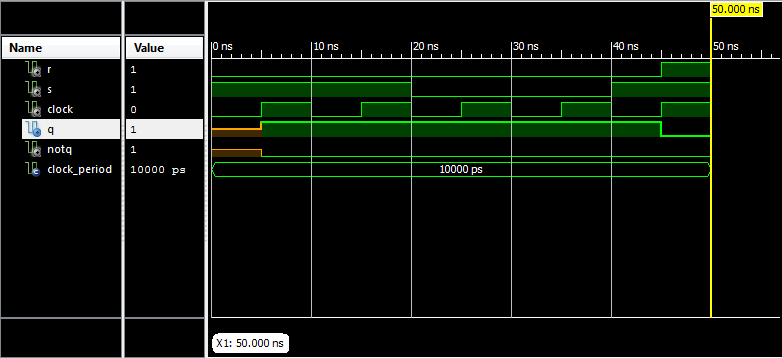 50.000 ns
Name Value
0 ns 10 ns 20 ns 30 ns 40 ns 50 ns
r 1
s 1
clock 0
q 1
notq 1
clock_period 10000 ps 10000 ps
X1: 50.000 ns